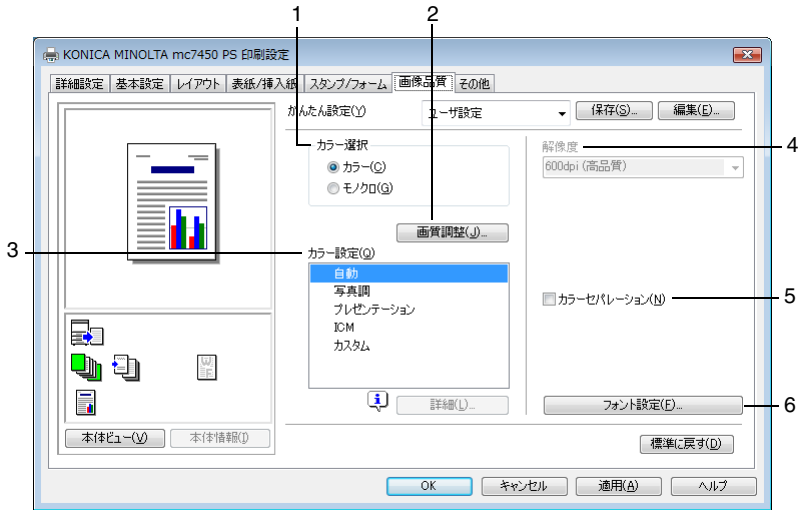 1
2
KONICA MINOLTA mc7450 PS 印刷設定
詳細設定 基本設定 レイアウト 表紙/挿入紙 スタンプ/フォーム 画像品質 その他
かんたん設定(Y) ユーザ設定 保存(S)... 編集(E)...
カラー選択
カラー(C)
モノクロ(G)
解像度 4
600dpi (高品質)
画質調整(J)...
3 カラー設定(Q)
自動
写真調
プレゼンテーション
ICM
カスタム
カラーセパレーション(N) 5
詳細(L)...
フォント設定(F)... 6
本体ビュー(V) 本体情報(I)
標準に戻す(D)
OK キャンセル 適用(A) ヘルプ